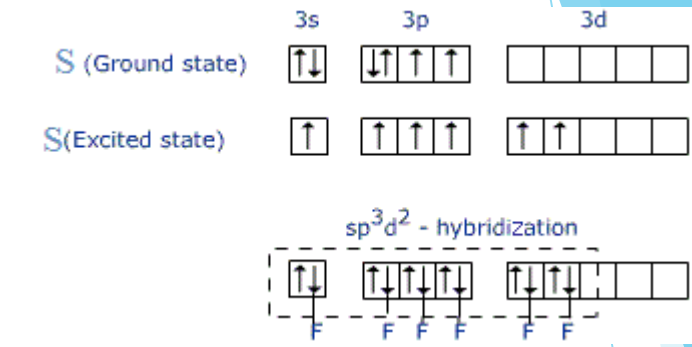 3s 3p 3d
S (Ground state)
S(Excited state)
sp³d² - hybridization
F F F F F F